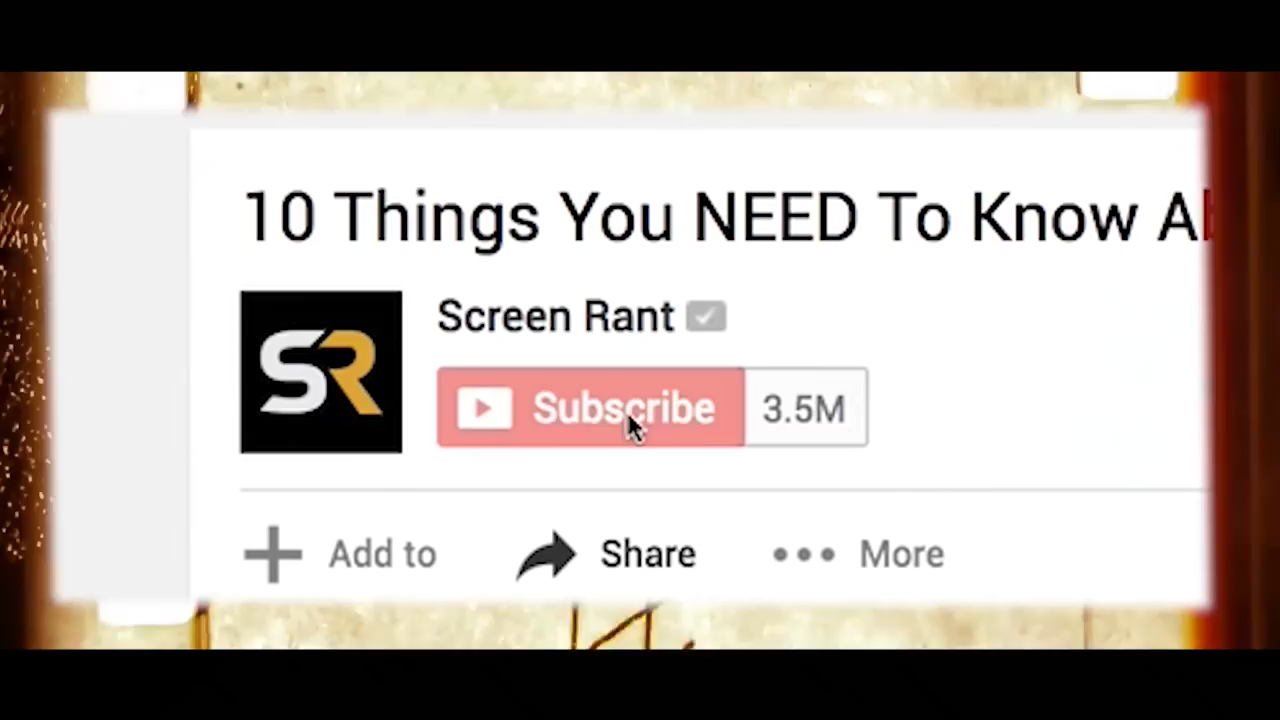 10 Things You NEED To Know
SR
Screen Rant
Subscribe 3.5M
Add to Share More